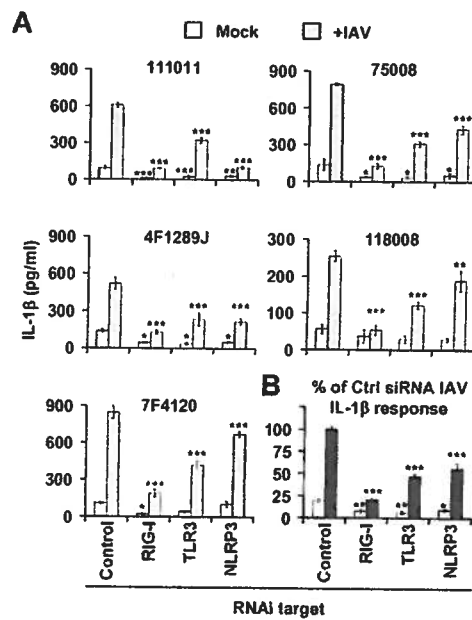 A
Mock +IAV
111011
75008
900
600
300
0
*** *** *** *** ** ***
900
600
300
0
* *** * *** * ***
4F1289J
118008
IL-1β (pg/ml)
900
600
300
0
* *** * * *** * ***
300
200
100
0
*** *** **
7F4120
900
600
300
0
* *** *** ***
Control
RIG-I
TLR3
NLRP3
B
% of Ctrl siRNA IAV
IL-1β response
100
75
50
25
0
** *** ** *** * ***
Control
RIG-I
TLR3
NLRP3
RNAi target